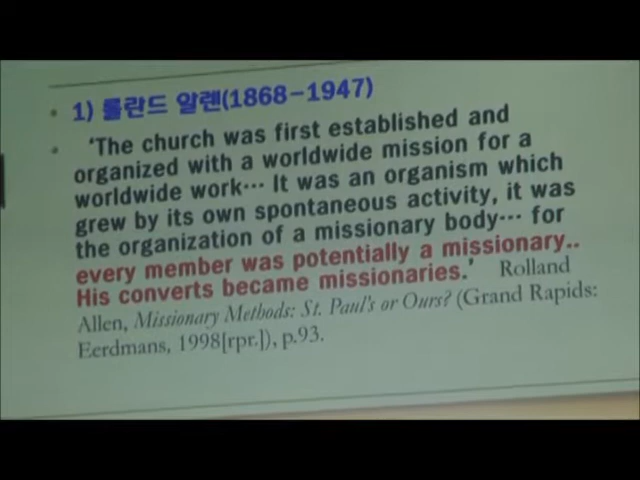 1) 롤란드 알렌(1868-1947)
'The church was first established and
organized with a worldwide mission for a
worldwide work··· It was an organism which
grew by its own spontaneous activity, it was
the organization of a missionary body··· for
every member was potentially a missionary..
His converts became missionaries.' Rolland
Allen, Missionary Methods: St. Paul's or Ours? (Grand Rapids:
Eerdmans, 1998[rpr.]), p.93.